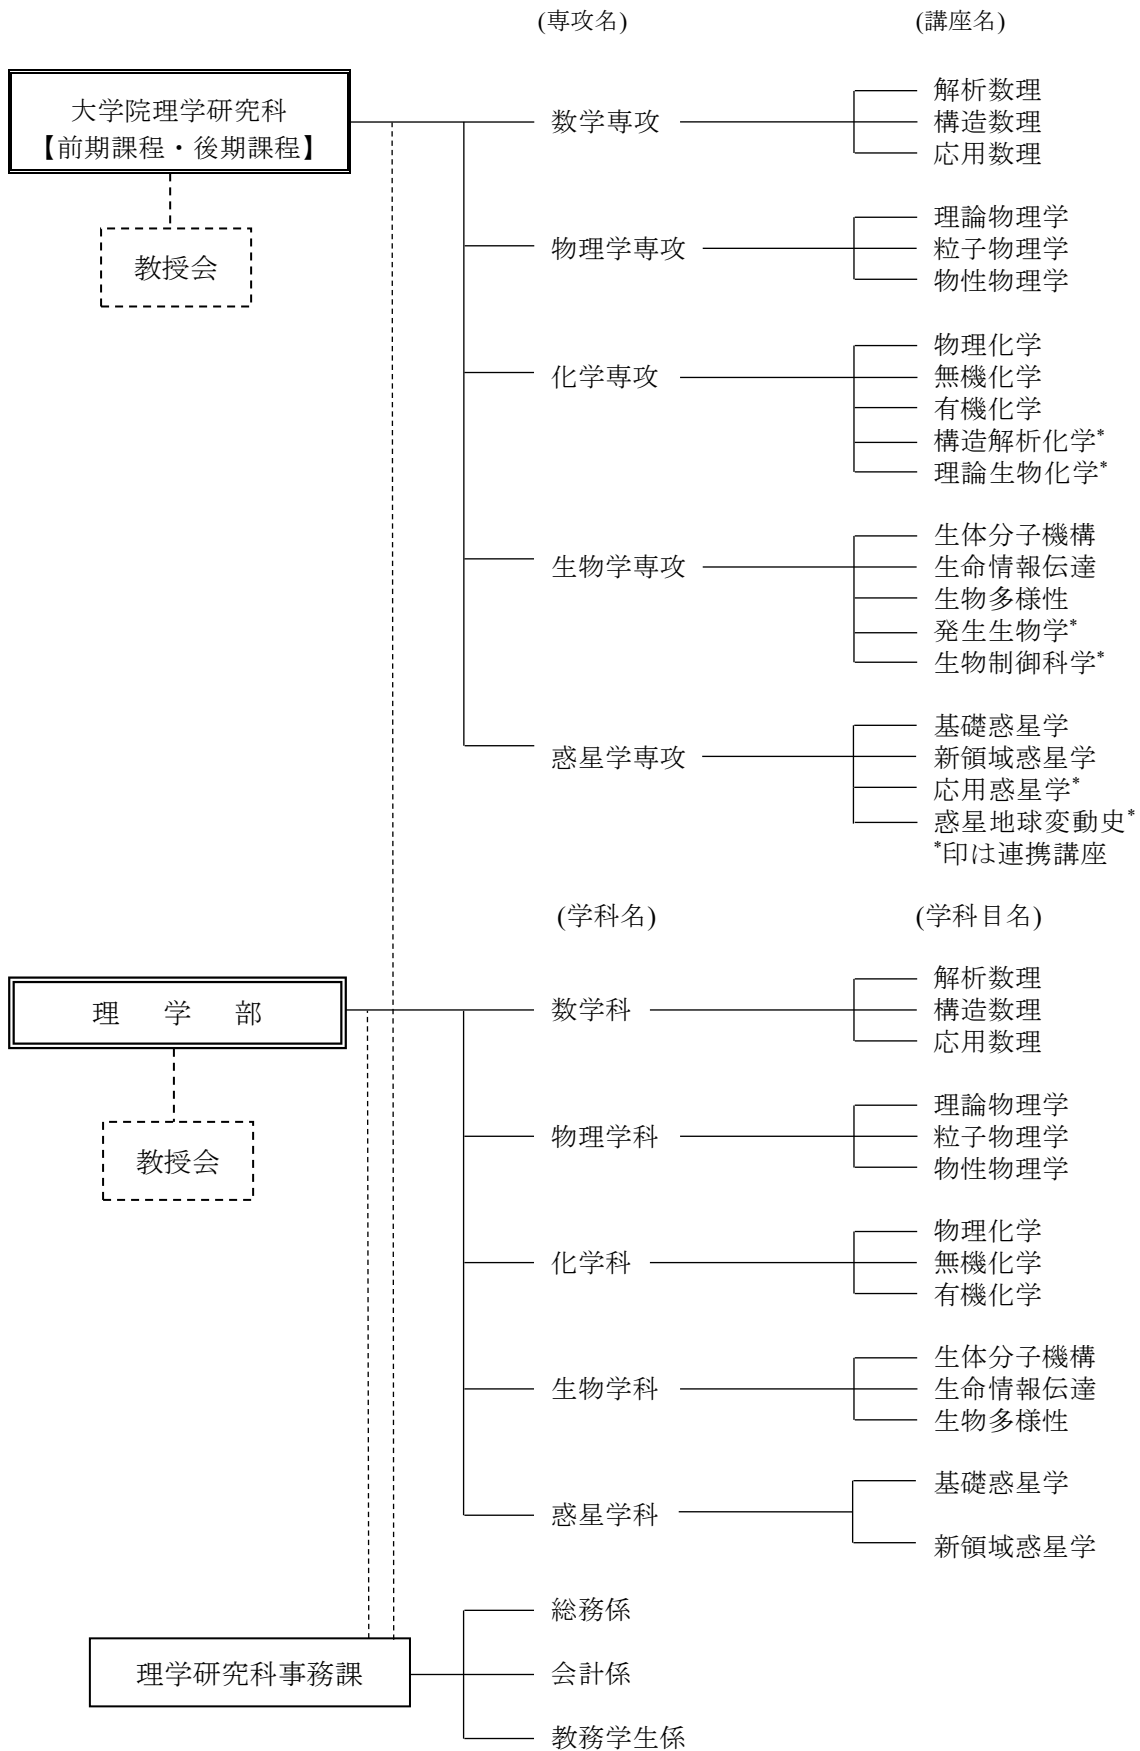 (専攻名) (講座名)
大学院理学研究科
【前期課程・後期課程】
教授会
数学専攻
解析数理
構造数理
応用数理
物理学専攻
理論物理学
粒子物理学
物性物理学
化学専攻
物理化学
無機化学
有機化学
構造解析化学*
理論生物化学*
生物学専攻
生体分子機構
生命情報伝達
生物多様性
発生生物学*
生物制御科学*
惑星学専攻
基礎惑星学
新領域惑星学
応用惑星学*
惑星地球変動史*
*印は連携講座
(学科名) (学科目名)
理 学 部
教授会
数学科
解析数理
構造数理
応用数理
物理学科
理論物理学
粒子物理学
物性物理学
化学科
物理化学
無機化学
有機化学
生物学科
生体分子機構
生命情報伝達
生物多様性
惑星学科
基礎惑星学
新領域惑星学
理学研究科事務課
総務係
会計係
教務学生係